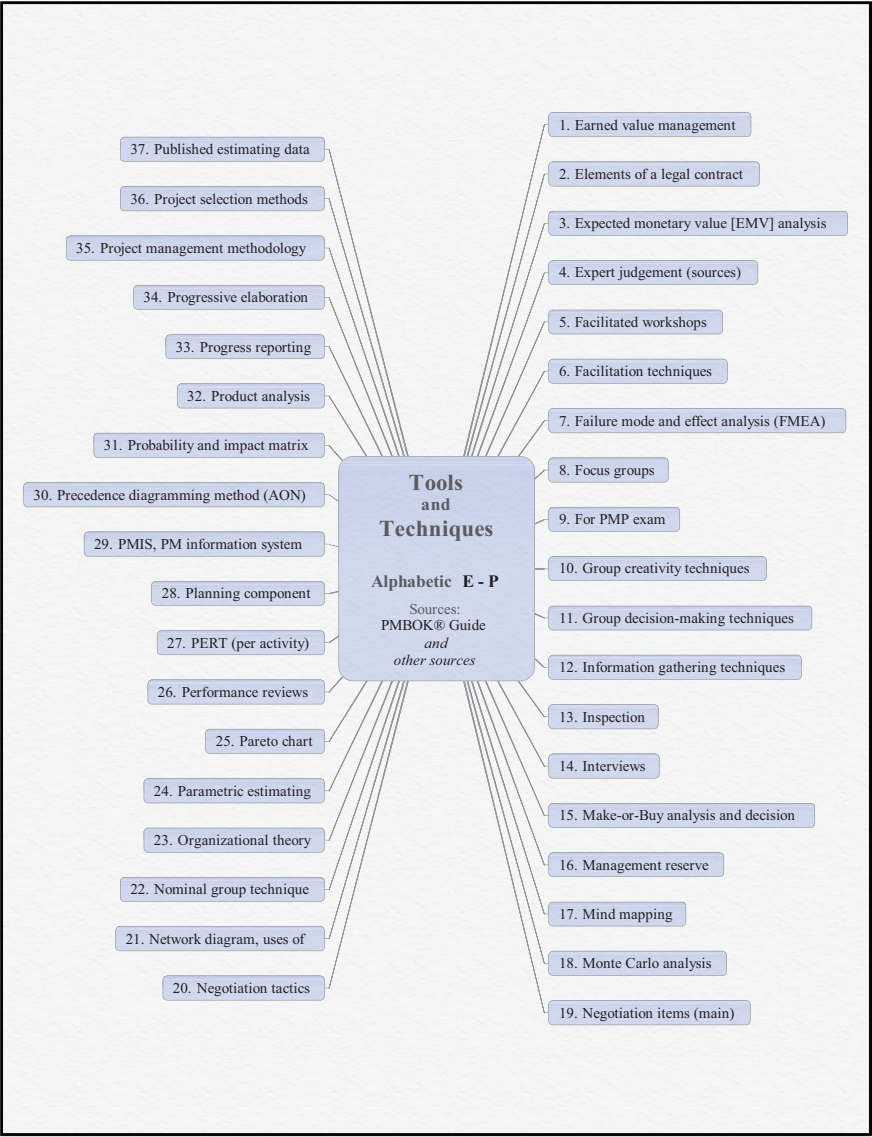 Tools
and
Techniques
Alphabetic E - P
Sources:
PMBOK® Guide
and
other sources
1. Earned value management
2. Elements of a legal contract
3. Expected monetary value [EMV] analysis
4. Expert judgement (sources)
5. Facilitated workshops
6. Facilitation techniques
7. Failure mode and effect analysis (FMEA)
8. Focus groups
9. For PMP exam
10. Group creativity techniques
11. Group decision-making techniques
12. Information gathering techniques
13. Inspection
14. Interviews
15. Make-or-Buy analysis and decision
16. Management reserve
17. Mind mapping
18. Monte Carlo analysis
19. Negotiation items (main)
20. Negotiation tactics
21. Network diagram, uses of
22. Nominal group technique
23. Organizational theory
24. Parametric estimating
25. Pareto chart
26. Performance reviews
27. PERT (per activity)
28. Planning component
29. PMIS, PM information system
30. Precedence diagramming method (AON)
31. Probability and impact matrix
32. Product analysis
33. Progress reporting
34. Progressive elaboration
35. Project management methodology
36. Project selection methods
37. Published estimating data